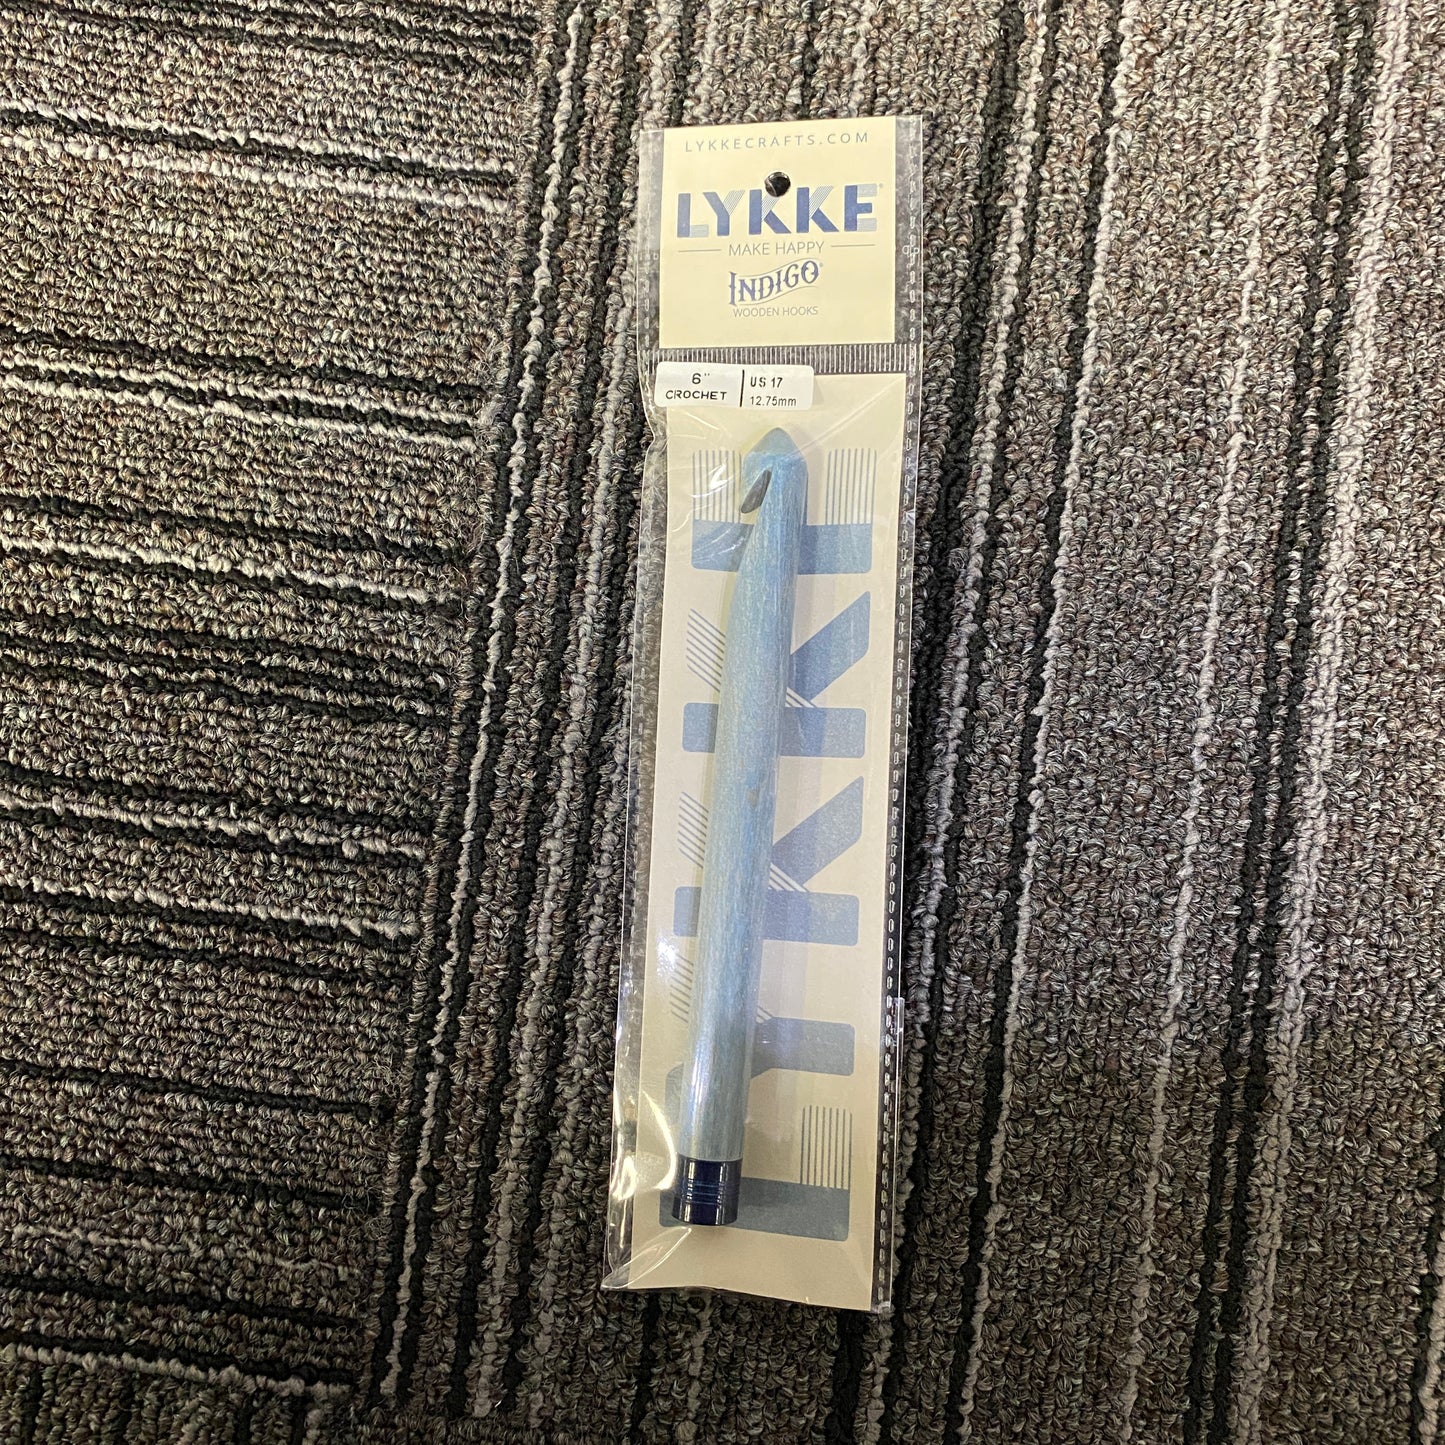 LYKKECRAFTS.COM
LYKKE®
MAKE HAPPY
INDIGO®
WOODEN HOOKS
6" CROCHET
US 17
12.75mm
LYKKE